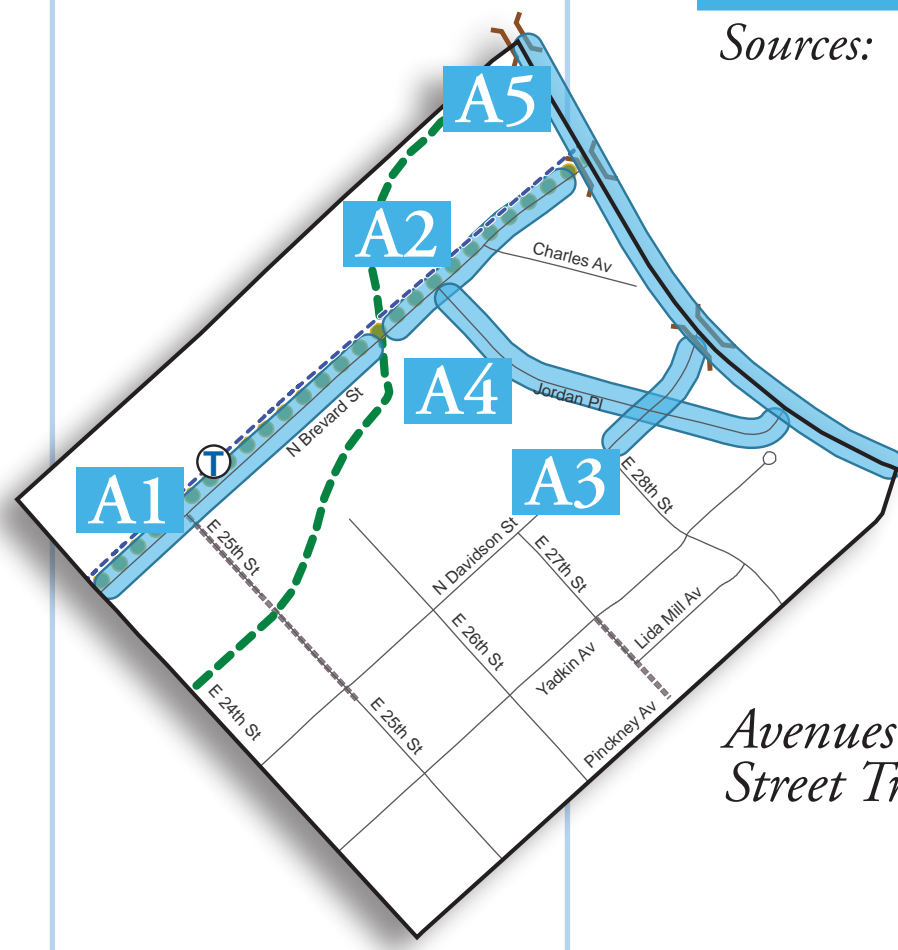 Sources:
A5
A2
Charles Av
A4
Jordan Pl
N Brevard St
T
A1
A3
E 28th St
E 25th St
N Davidson St
E 27th St
E 26th St
Lida Mill Av
Yadkin Av
E 24th St
E 25th St
Pinckney Av
Avenues
Street Tr